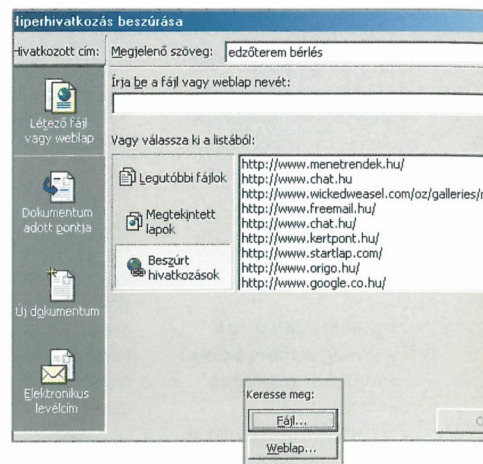 Hiperhivatkozás beszúrása
Hivatkozott cím:
Megjelenő szöveg: edzőterem bérlés
Írja be a fájl vagy weblap nevét:
Létező fájl
vagy weblap
Vagy válassza ki a listából:
Legutóbbi fájlok
Megtekintett
lapok
Beszúrt
hivatkozások
http://www.menetrendek.hu/
http://www.chat.hu
http://www.wickedweasel.com/oz/galleries/
http://www.freemail.hu/
http://www.chat.hu/
http://www.kertpont.hu/
http://www.startlap.com/
http://www.origo.hu/
http://www.google.co.hu/
Dokumentum
adott pontja
Új dokumentum
Elektronikus
levélcím
Keresse meg:
Fájl...
Weblap...